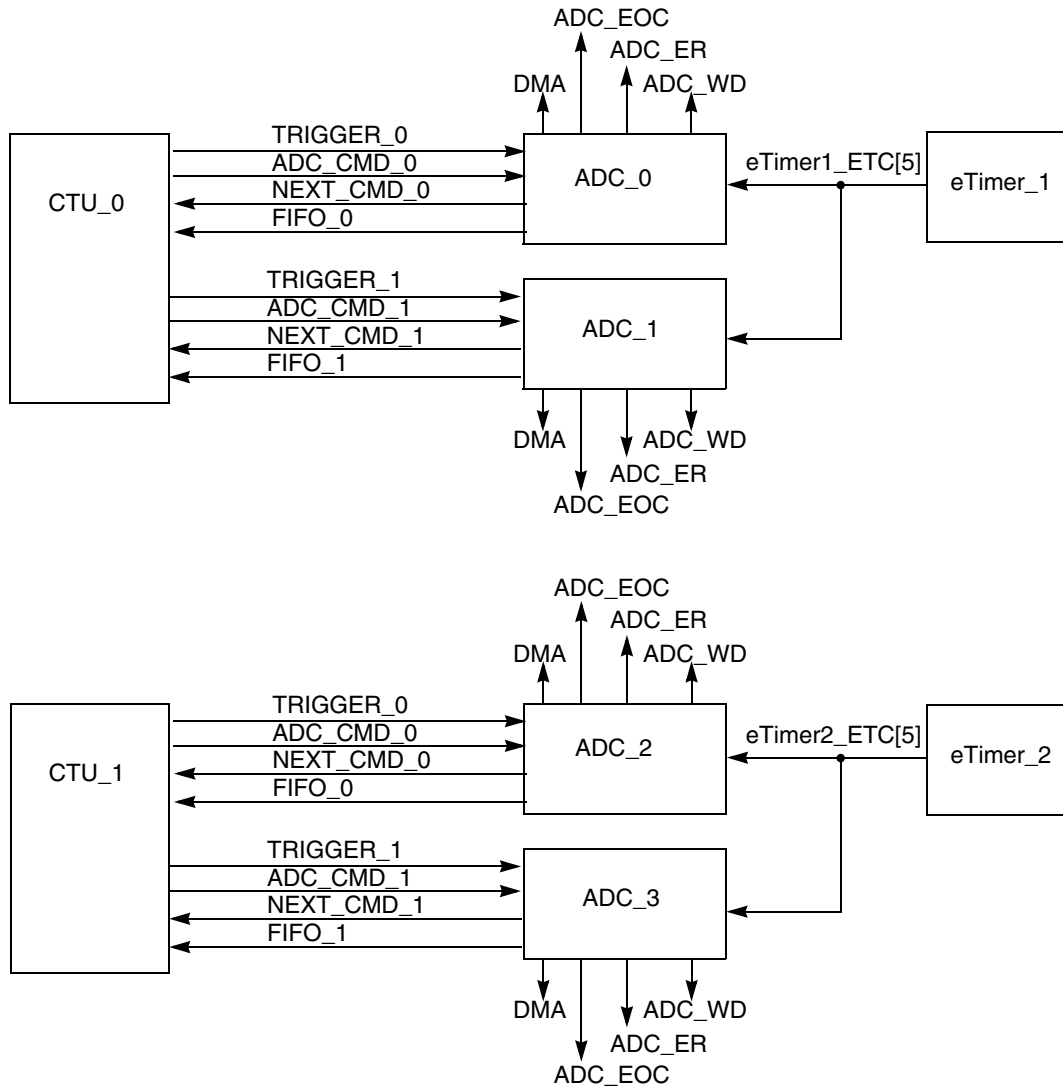 ADC_EOC
ADC_ER
DMA
ADC_WD
TRIGGER_0
ADC_CMD_0
NEXT_CMD_0
FIFO_0
CTU_0
ADC_0
eTimer1_ETC[5]
eTimer_1
TRIGGER_1
ADC_CMD_1
NEXT_CMD_1
FIFO_1
ADC_1
DMA
ADC_WD
ADC_ER
ADC_EOC
ADC_EOC
ADC_ER
DMA
ADC_WD
TRIGGER_0
ADC_CMD_0
NEXT_CMD_0
FIFO_0
CTU_1
ADC_2
eTimer2_ETC[5]
eTimer_2
TRIGGER_1
ADC_CMD_1
NEXT_CMD_1
FIFO_1
ADC_3
DMA
ADC_WD
ADC_ER
ADC_EOC